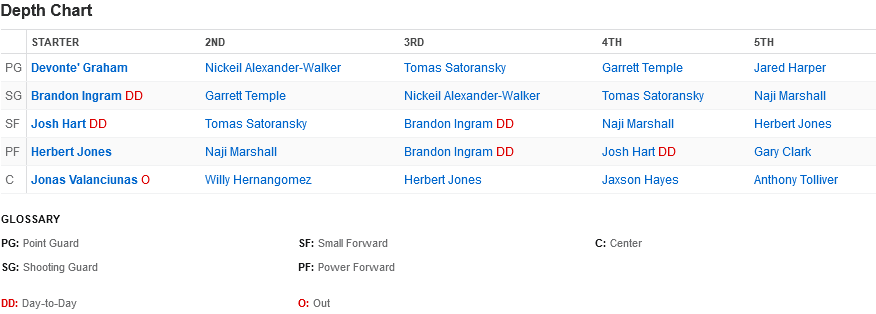 Depth Chart
STARTER 2ND 3RD 4TH 5TH
PG Devonte' Graham Nickeil Alexander-Walker Tomas Satoransky Garrett Temple Jared Harper
SG Brandon Ingram DD Garrett Temple Nickeil Alexander-Walker Tomas Satoransky Naji Marshall
SF Josh Hart DD Tomas Satoransky Brandon Ingram DD Naji Marshall Herbert Jones
PF Herbert Jones Naji Marshall Brandon Ingram DD Josh Hart DD Gary Clark
C Jonas Valanciunas O Willy Hernangomez Herbert Jones Jaxson Hayes Anthony Tolliver
GLOSSARY
PG: Point Guard SF: Small Forward C: Center
SG: Shooting Guard PF: Power Forward
DD: Day-to-Day O: Out